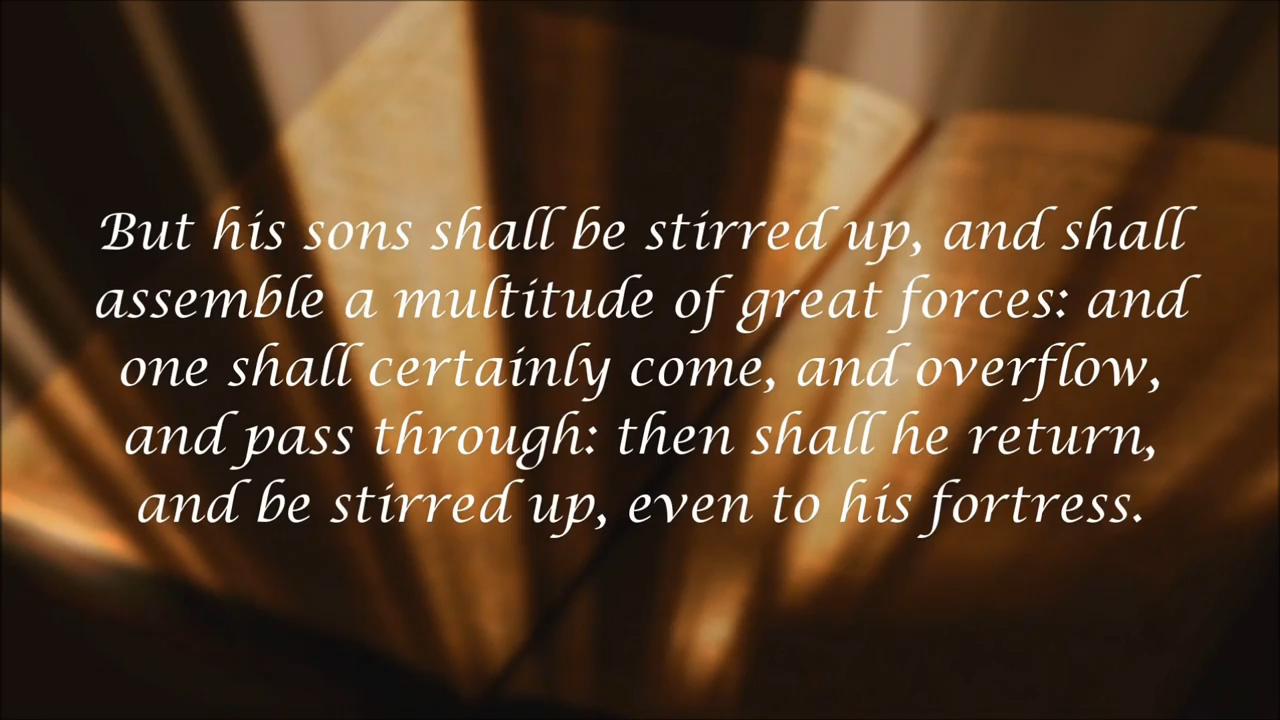 But his sons shall be stirred up, and shall
assemble a multitude of great forces: and
one shall certainly come, and overflow,
and pass through: then shall he return,
and be stirred up, even to his fortress.